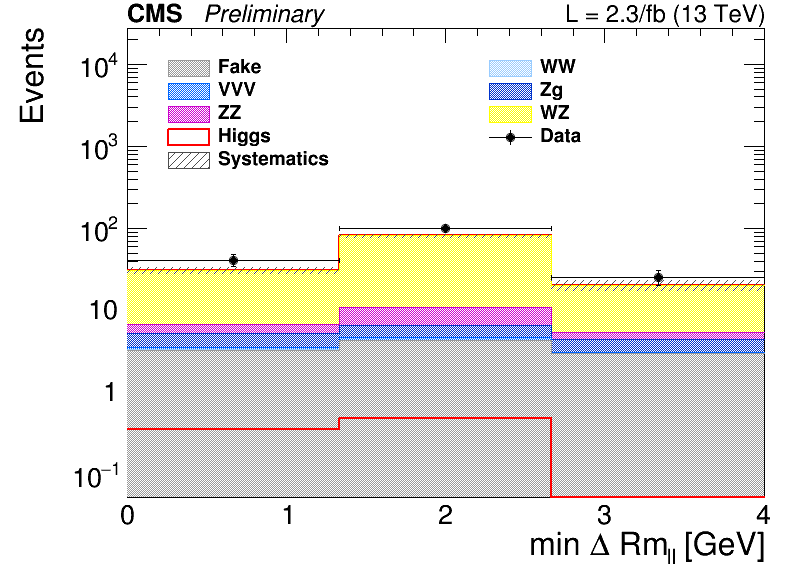 CMS Preliminary L = 2.3/fb (13 TeV)
Events
Fake WW
VVV Zg
ZZ WZ
Higgs Data
Systematics
10⁴
10³
10²
10
1
10⁻¹
0 1 2 3 4
min Δ Rm_ll [GeV]